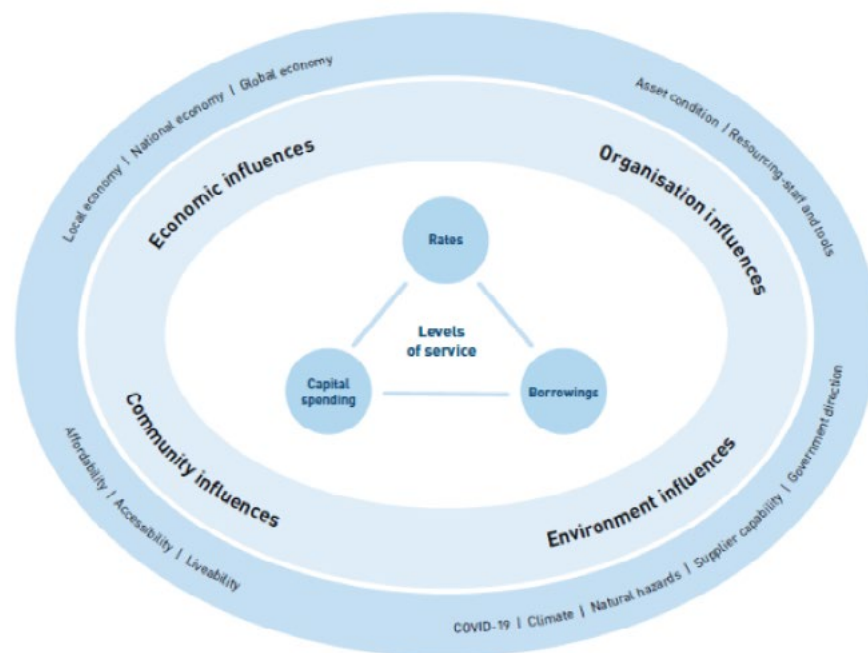 Local economy | National economy | Global economy
Asset condition | Resourcing-staff and tools
Economic influences
Organisation influences
Rates
Levels
of service
Capital
spending
Borrowings
Community influences
Environment influences
Affordability | Accessibility | Liveability
COVID-19 | Climate | Natural hazards | Supplier capability | Government direction